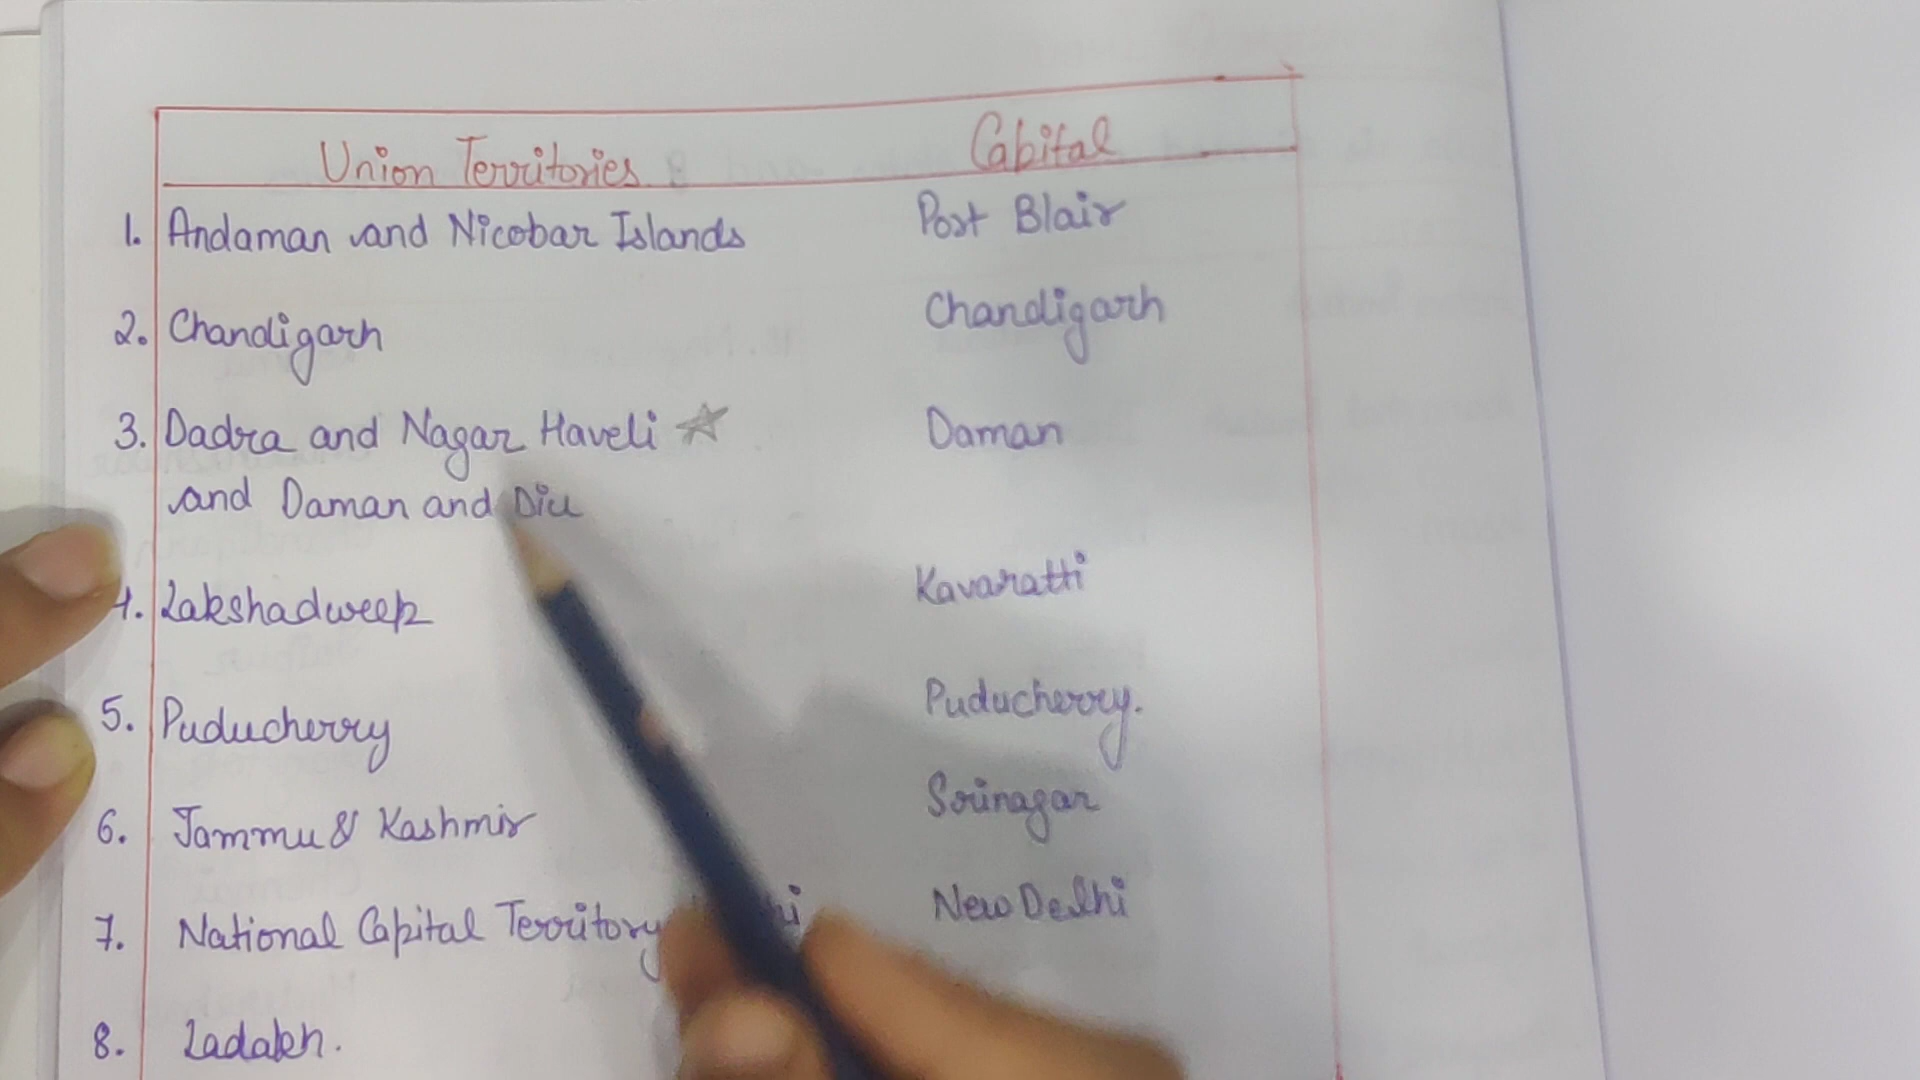 Union Territories Capital
1. Andaman and Nicobar Islands Port Blair
2. Chandigarh Chandigarh
3. Dadra and Nagar Haveli Daman
and Daman and Diu
4. Lakshadweep Kavaratti
5. Puducherry Puducherry.
6. Jammu & Kashmir Srinagar
7. National Capital Territory New Delhi
8. Ladakh.